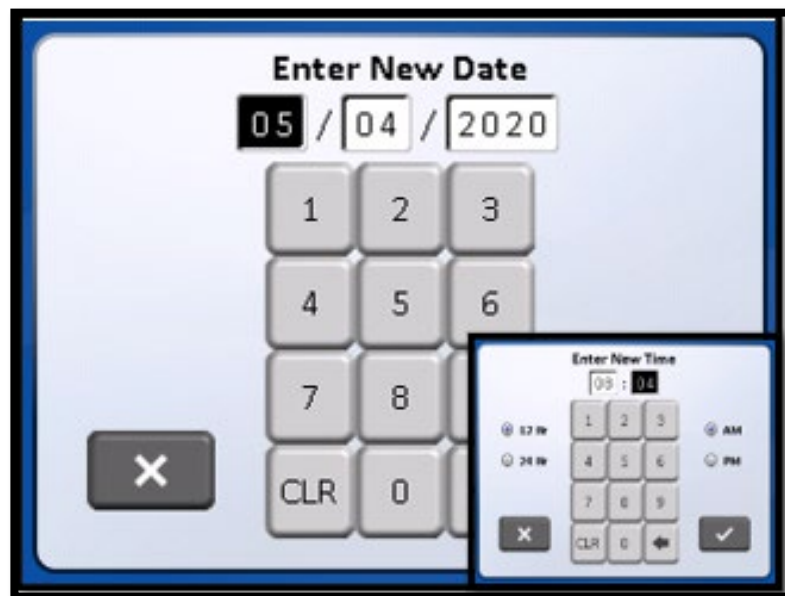 Enter New Date
05 / 04 / 2020
1 2 3
4 5 6
7 8
CLR 0
Enter New Time
03 : 04
1 2 3
12 Hr AM
4 5 6
24 Hr PM
7 8 9
CLR 0